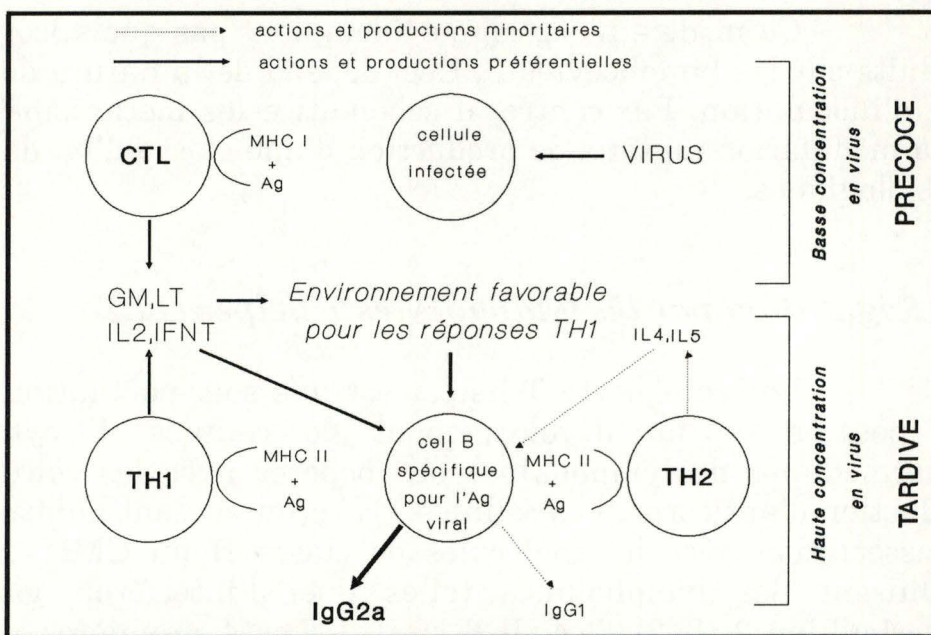 actions et productions minoritaires
actions et productions préférentielles
CTL
MHC I
+
Ag
cellule
infectée
VIRUS
Basse concentration
en virus
PRECOCE
GM,LT
IL2,IFNT
Environnement favorable
pour les réponses TH1
IL4,IL5
TH1
MHC II
+
Ag
cell B
spécifique
pour l'Ag
viral
MHC II
+
Ag
TH2
Haute concentration
en virus
TARDIVE
IgG2a
IgG1